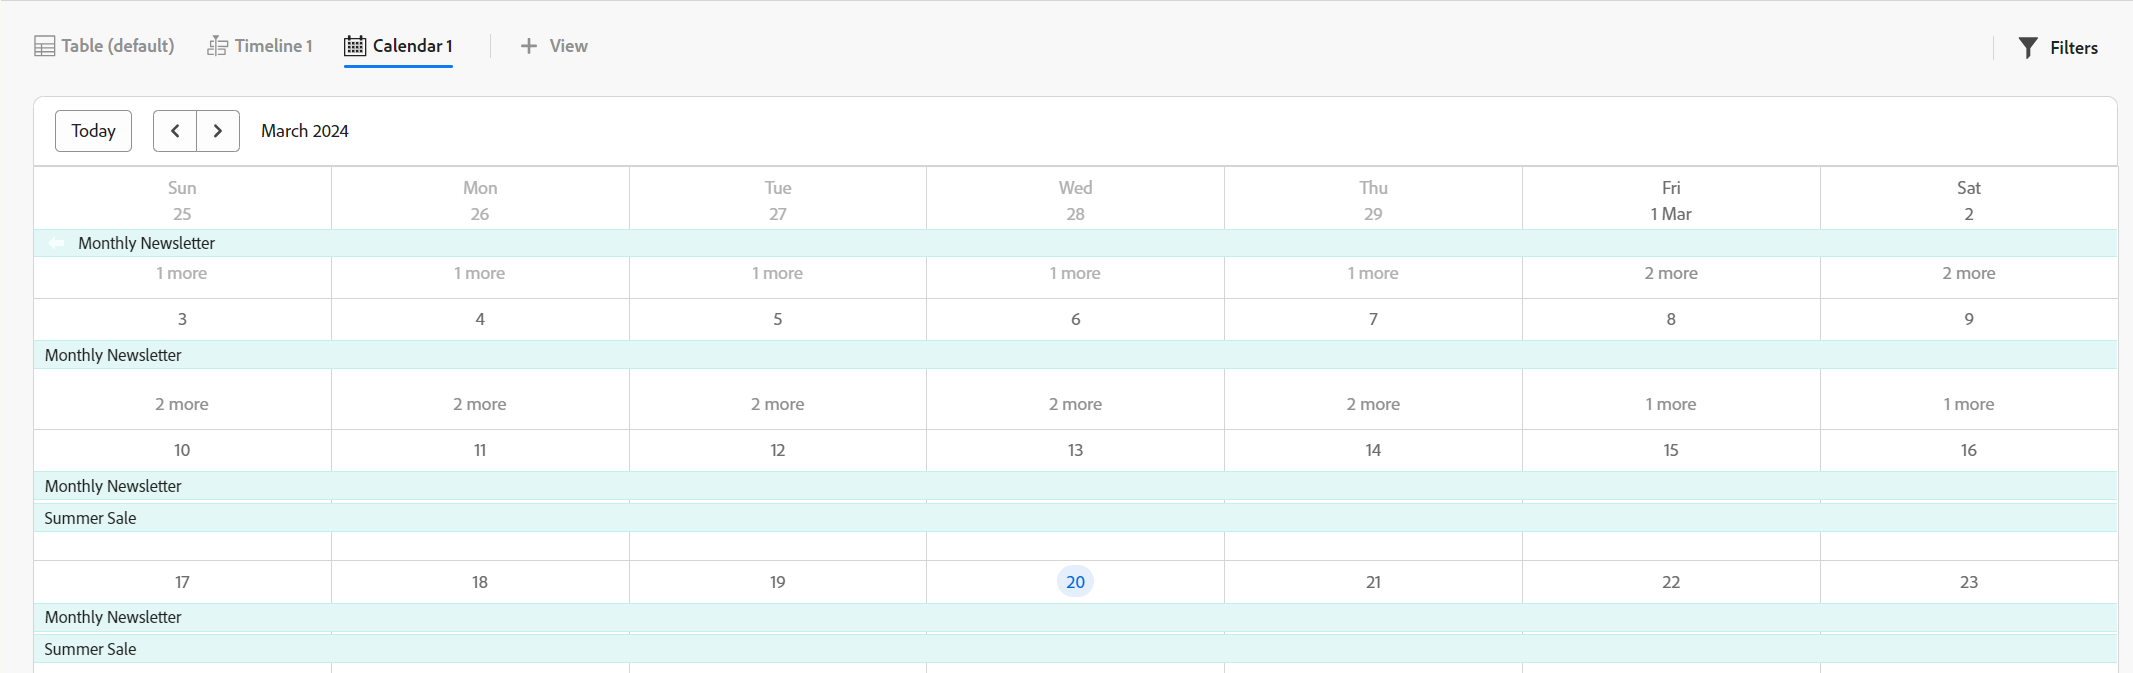 Table (default) Timeline 1 Calendar 1 View Filters
Today March 2024
Sun Mon Tue Wed Thu Fri Sat
25 26 27 28 29 1 Mar 2
Monthly Newsletter
1 more 1 more 1 more 1 more 1 more 2 more 2 more
3 4 5 6 7 8 9
Monthly Newsletter
2 more 2 more 2 more 2 more 2 more 1 more 1 more
10 11 12 13 14 15 16
Monthly Newsletter
Summer Sale
17 18 19 20 21 22 23
Monthly Newsletter
Summer Sale